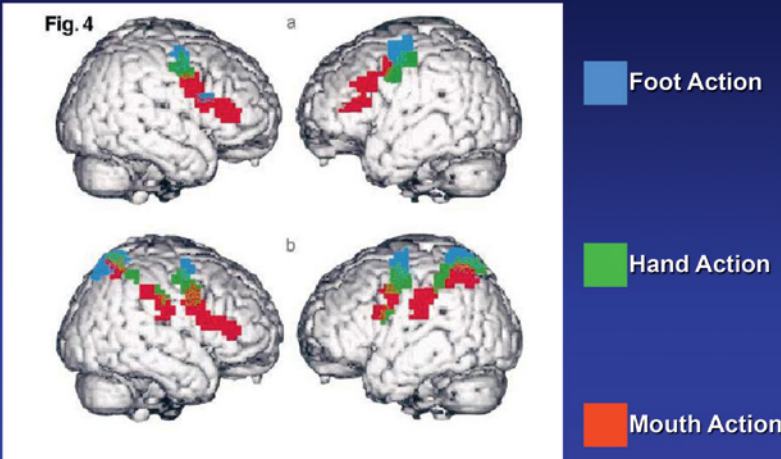 Fig. 4
a
Foot Action
b
Hand Action
Mouth Action